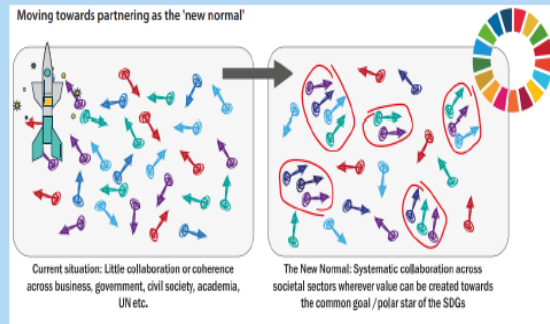 Moving towards partnering as the 'new normal'
Current situation: Little collaboration or coherence
across business, government, civil society, academia,
UN etc.
The New Normal: Systematic collaboration across
societal sectors wherever value can be created towards
the common goal / polar star of the SDGs